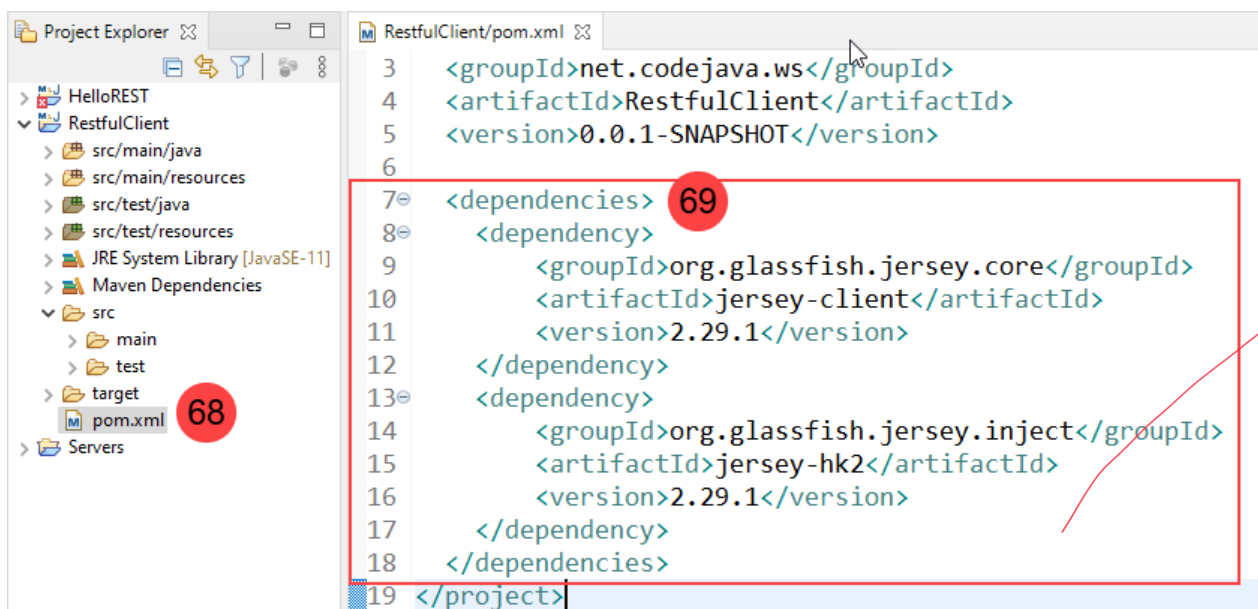 Project Explorer
HelloREST
RestfulClient
src/main/java
src/main/resources
src/test/java
src/test/resources
JRE System Library [JavaSE-11]
Maven Dependencies
src
main
test
target
pom.xml
68
Servers
RestfulClient/pom.xml
3 <groupId>net.codejava.ws</groupId>
4 <artifactId>RestfulClient</artifactId>
5 <version>0.0.1-SNAPSHOT</version>
6
7 <dependencies> 69
8 <dependency>
9 <groupId>org.glassfish.jersey.core</groupId>
10 <artifactId>jersey-client</artifactId>
11 <version>2.29.1</version>
12 </dependency>
13 <dependency>
14 <groupId>org.glassfish.jersey.inject</groupId>
15 <artifactId>jersey-hk2</artifactId>
16 <version>2.29.1</version>
17 </dependency>
18 </dependencies>
19 </project>